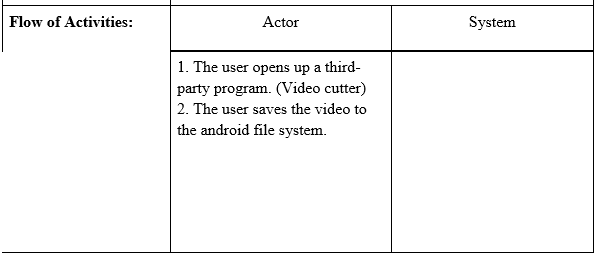 Flow of Activities:
Actor
System
1. The user opens up a third-
party program. (Video cutter)
2. The user saves the video to
the android file system.